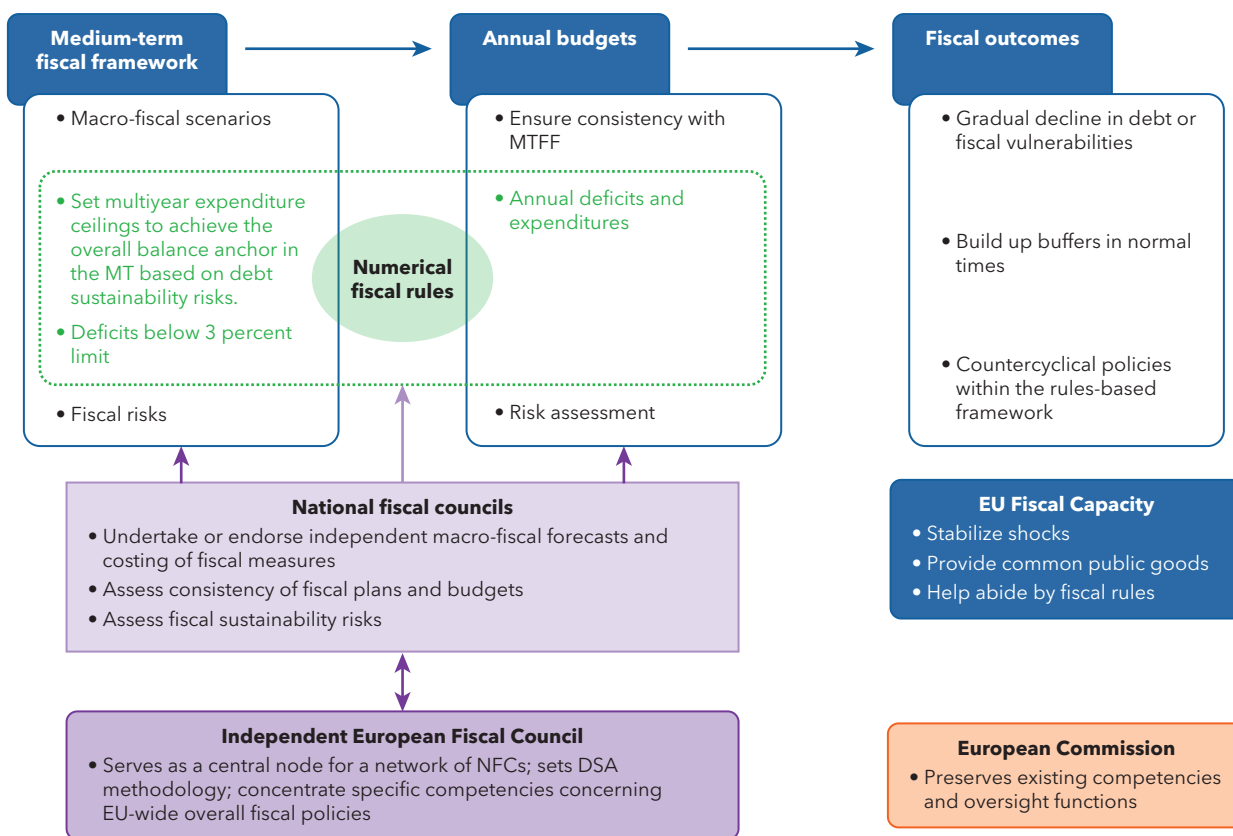 Medium-term
fiscal framework
Annual budgets
Fiscal outcomes
• Macro-fiscal scenarios
• Set multiyear expenditure
ceilings to achieve the
overall balance anchor in
the MT based on debt
sustainability risks.
• Deficits below 3 percent
limit
• Fiscal risks
• Ensure consistency with
MTFF
• Annual deficits and
expenditures
• Risk assessment
Numerical
fiscal rules
• Gradual decline in debt or
fiscal vulnerabilities
• Build up buffers in normal
times
• Countercyclical policies
within the rules-based
framework
National fiscal councils
• Undertake or endorse independent macro-fiscal forecasts and
costing of fiscal measures
• Assess consistency of fiscal plans and budgets
• Assess fiscal sustainability risks
EU Fiscal Capacity
• Stabilize shocks
• Provide common public goods
• Help abide by fiscal rules
Independent European Fiscal Council
• Serves as a central node for a network of NFCs; sets DSA
methodology; concentrate specific competencies concerning
EU-wide overall fiscal policies
European Commission
• Preserves existing competencies
and oversight functions